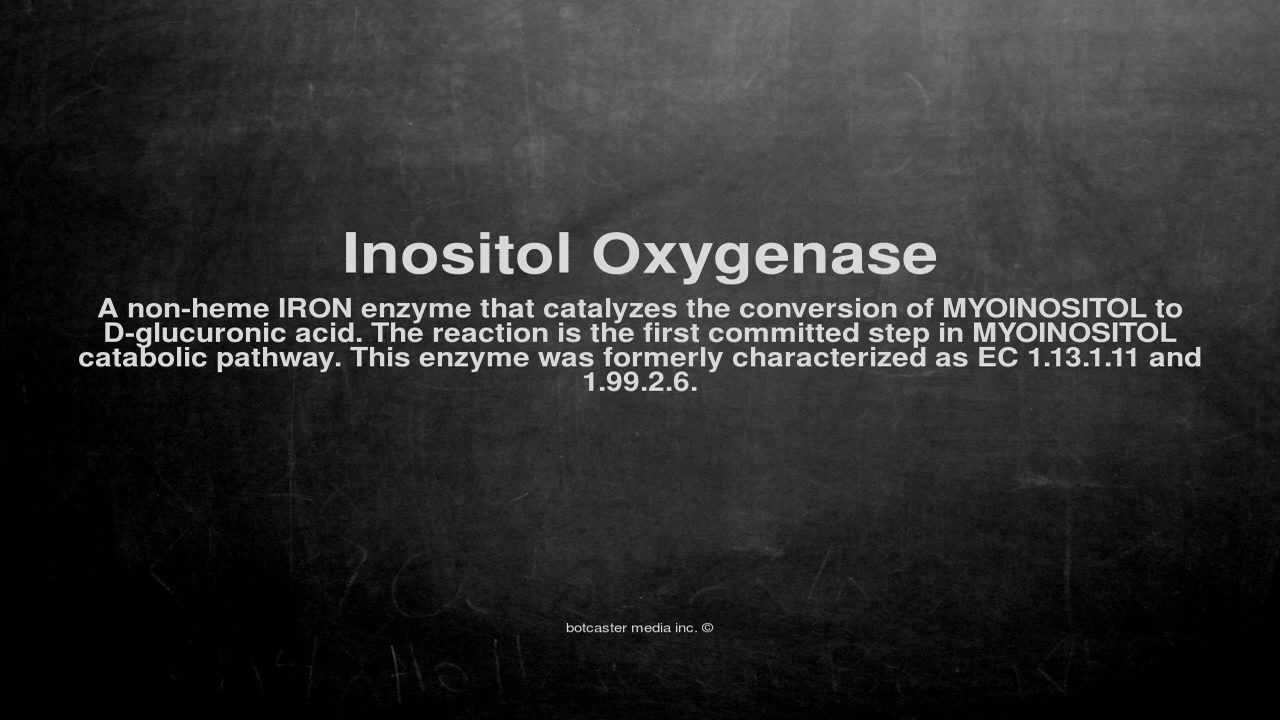 Inositol Oxygenase
A non-heme IRON enzyme that catalyzes the conversion of MYOINOSITOL to
D-glucuronic acid. The reaction is the first committed step in MYOINOSITOL
catabolic pathway. This enzyme was formerly characterized as EC 1.13.1.11 and
1.99.2.6.
botcaster media inc. ©